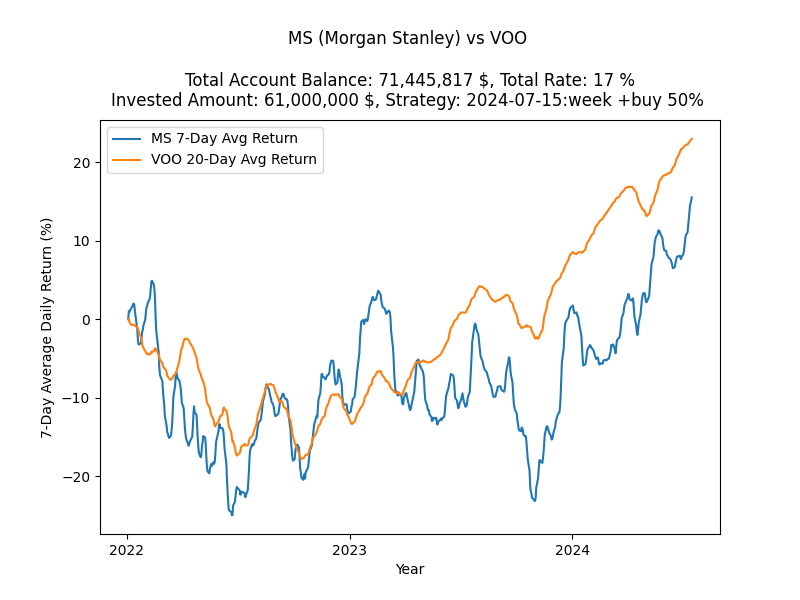 MS (Morgan Stanley) vs VOO
Total Account Balance: 71,445,817 $, Total Rate: 17 %
Invested Amount: 61,000,000 $, Strategy: 2024-07-15:week +buy 50%
MS 7-Day Avg Return
VOO 20-Day Avg Return
7-Day Average Daily Return (%)
20
10
0
−10
−20
2022
2023
2024
Year